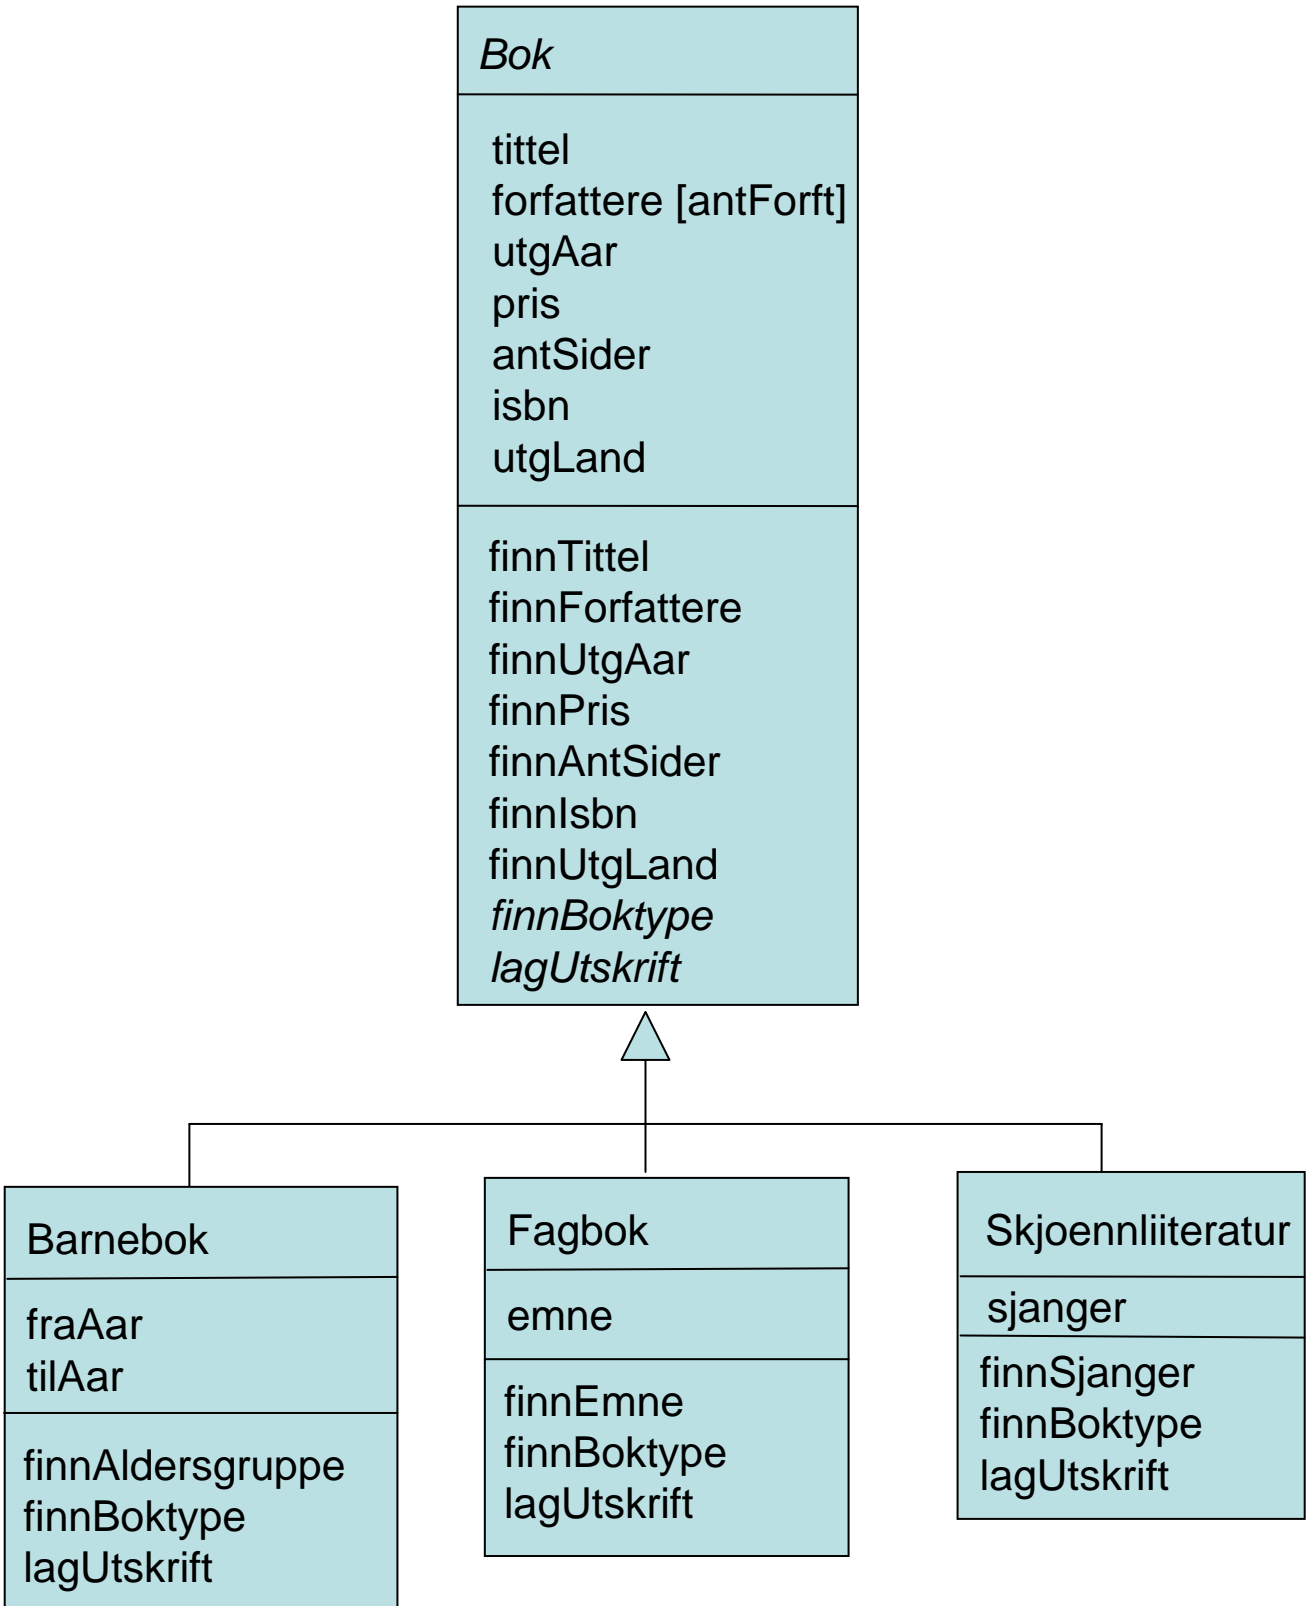 Bok
tittel
forfattere [antForft]
utgAar
pris
antSider
isbn
utgLand
finnTittel
finnForfattere
finnUtgAar
finnPris
finnAntSider
finnIsbn
finnUtgLand
finnBoktype
lagUtskrift
Barnebok
fraAar
tilAar
finnAldersgruppe
finnBoktype
lagUtskrift
Fagbok
emne
finnEmne
finnBoktype
lagUtskrift
Skjoennliiteratur
sjanger
finnSjanger
finnBoktype
lagUtskrift